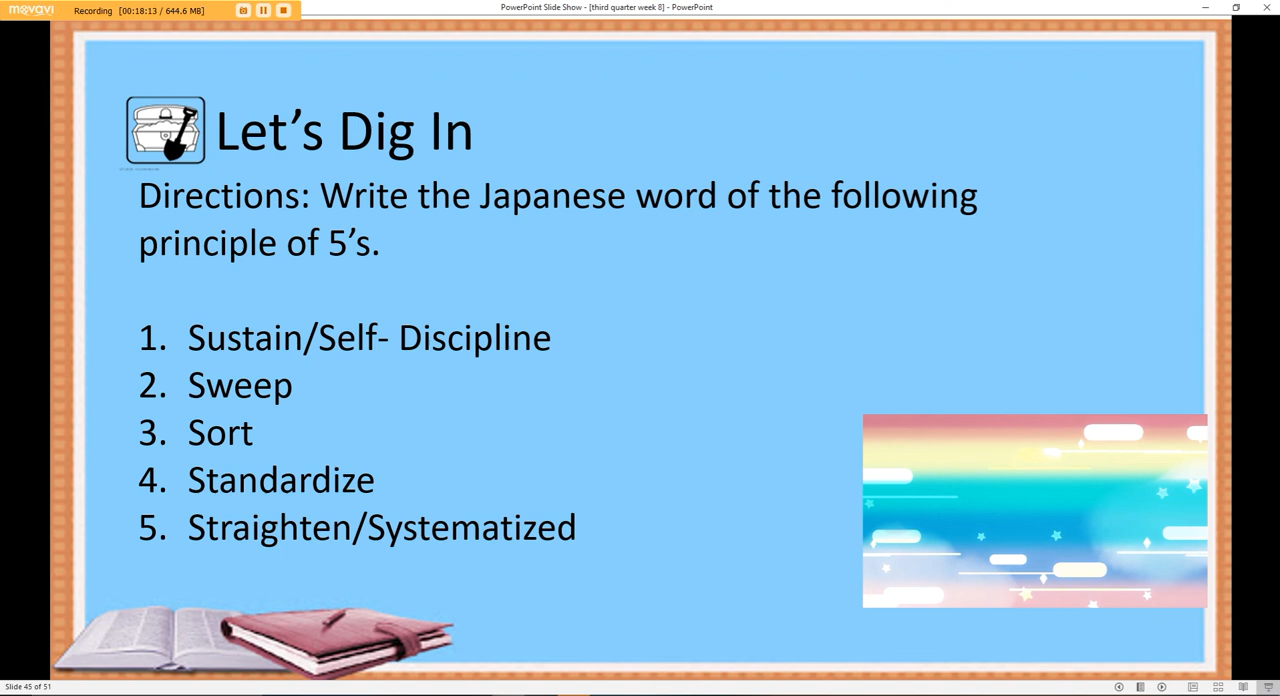 movavi Recording [00:18:13 / 644.6 MB]
PowerPoint Slide Show - [third quarter week 8] - PowerPoint
Let's Dig In
Directions: Write the Japanese word of the following
principle of 5's.
1. Sustain/Self- Discipline
2. Sweep
3. Sort
4. Standardize
5. Straighten/Systematized
Slide 45 of 51